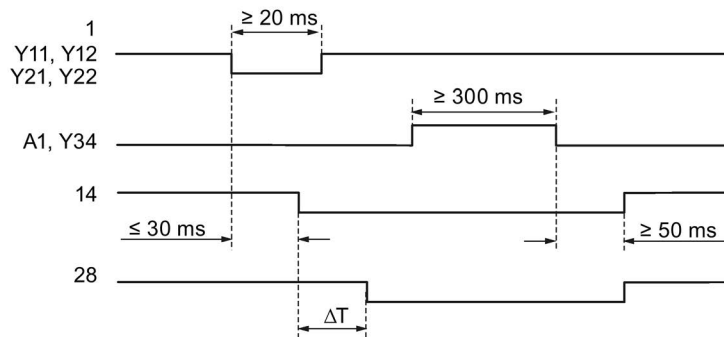 1
≥ 20 ms
Y11, Y12
Y21, Y22
≥ 300 ms
A1, Y34
14
≤ 30 ms
≥ 50 ms
28
ΔT